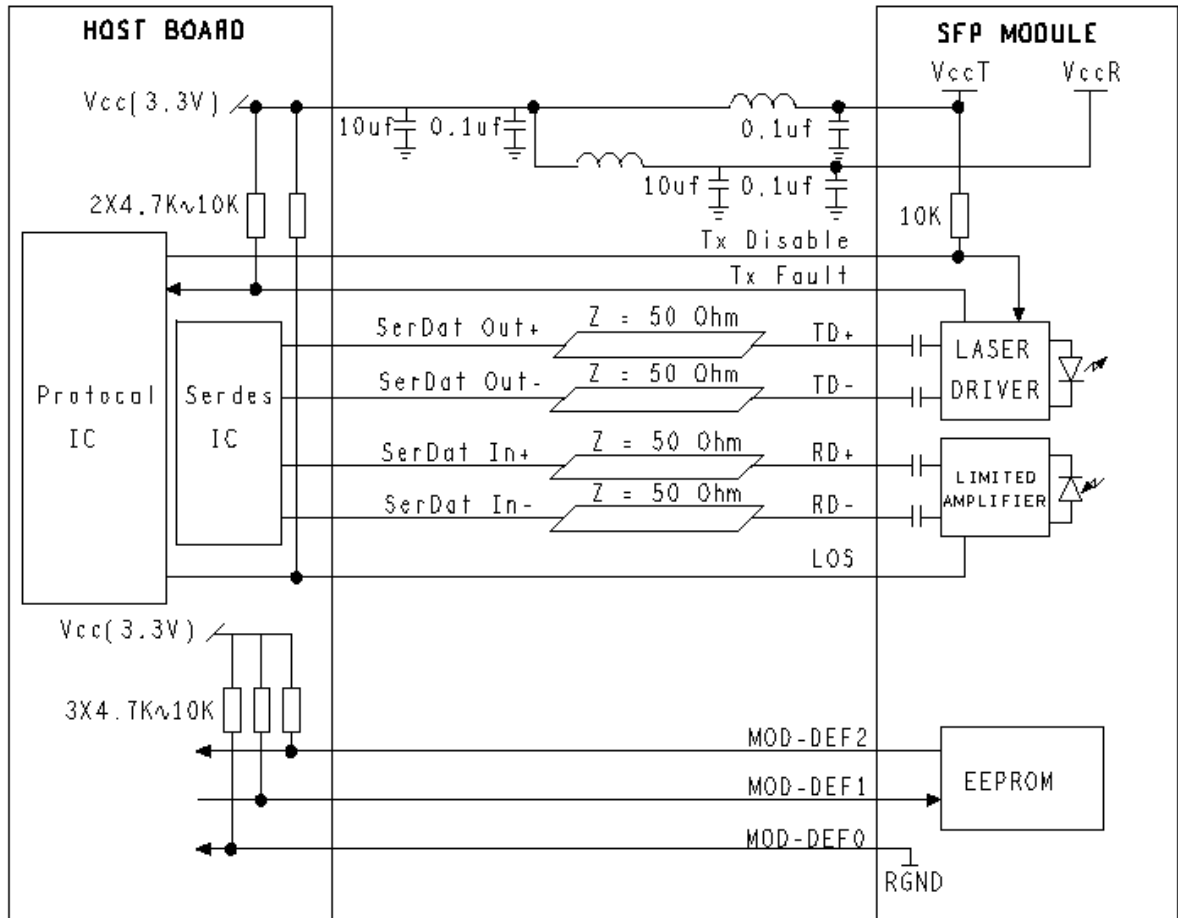 HOST BOARD
SFP MODULE
VccT
VccR
Vcc(3.3V)
10uf
0.1uf
0.1uf
10uf
0.1uf
2X4.7K∿10K
10K
Tx Disable
Tx Fault
SerDat Out+
Z = 50 Ohm
TD+
SerDat Out-
Z = 50 Ohm
TD-
LASER
DRIVER
Protocal
IC
Serdes
IC
SerDat In+
Z = 50 Ohm
RD+
SerDat In-
Z = 50 Ohm
RD-
LIMITED
AMPLIFIER
LOS
Vcc(3.3V)
3X4.7K∿10K
MOD-DEF2
MOD-DEF1
MOD-DEF0
EEPROM
RGND